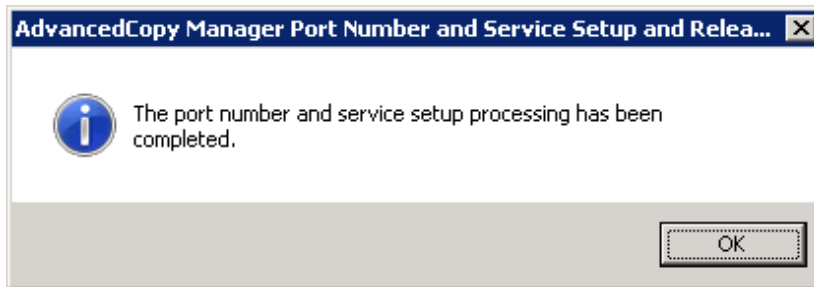 AdvancedCopy Manager Port Number and Service Setup and Relea...
The port number and service setup processing has been
completed.
OK